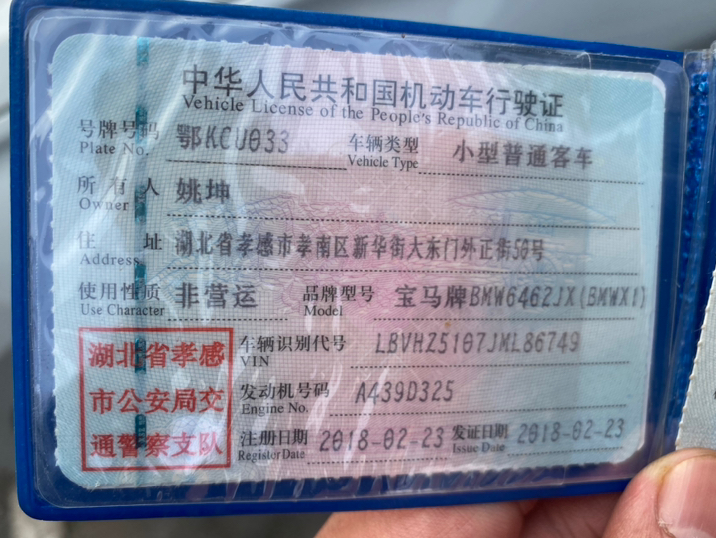 中华人民共和国机动车行驶证
Vehicle License of the People's Republic of China
号牌号码 鄂KCU033 车辆类型 小型普通客车
Plate No. Vehicle Type
所有人 姚坤
Owner
住址 湖北省孝感市孝南区新华街大东门外正街50号
Address
使用性质 非营运 品牌型号 宝马牌BMW6462JX(BMWX1)
Use Character Model
湖北省孝感 车辆识别代号 LBVHZ5107JML86749
VIN
市公安局交 发动机号码 A439D325
Engine No.
通警察支队 注册日期 2018-02-23 发证日期 2018-02-23
Register Date Issue Date